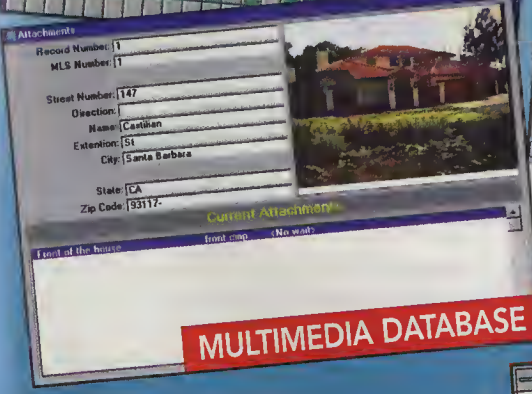 Attachments
Record Number: 1
MLS Number: 1
Street Number: 147
Direction:
Name: Castilian
Extention: St
City: Santa Barbara
State: CA
Zip Code: 93117-
Current Attachments
Front of the house front.cmp <No wait>
MULTIMEDIA DATABASE